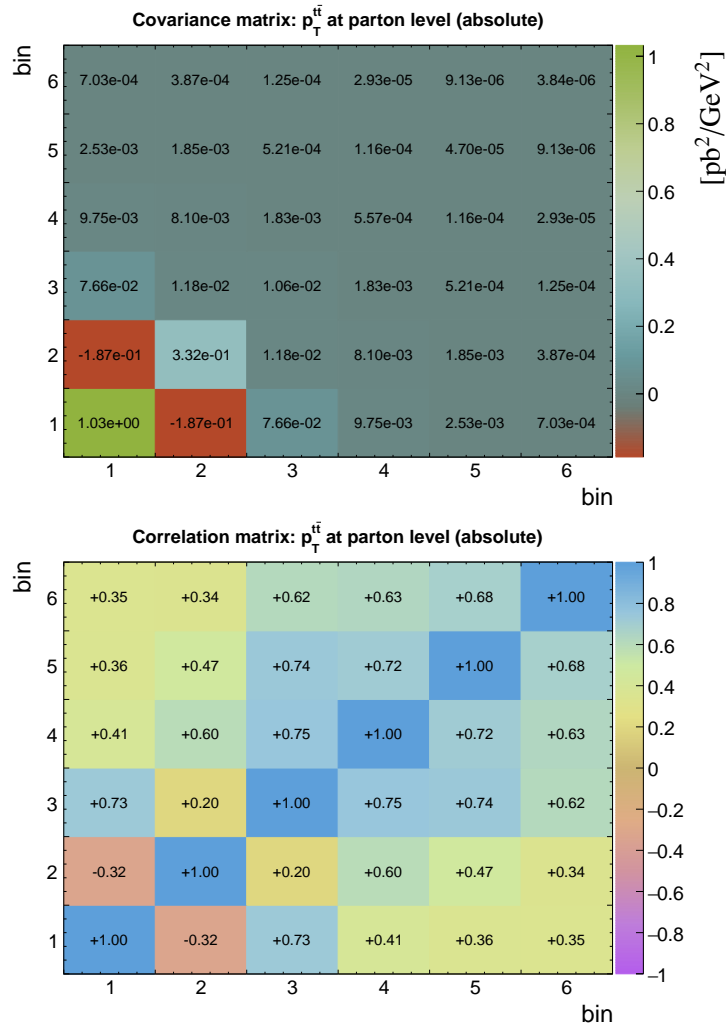 Covariance matrix: p_T^{tt̄} at parton level (absolute)
bin
[pb²/GeV²]
6 7.03e-04 3.87e-04 1.25e-04 2.93e-05 9.13e-06 3.84e-06
5 2.53e-03 1.85e-03 5.21e-04 1.16e-04 4.70e-05 9.13e-06
4 9.75e-03 8.10e-03 1.83e-03 5.57e-04 1.16e-04 2.93e-05
3 7.66e-02 1.18e-02 1.06e-02 1.83e-03 5.21e-04 1.25e-04
2 -1.87e-01 3.32e-01 1.18e-02 8.10e-03 1.85e-03 3.87e-04
1 1.03e+00 -1.87e-01 7.66e-02 9.75e-03 2.53e-03 7.03e-04
1 2 3 4 5 6
bin
1
0.8
0.6
0.4
0.2
0
Correlation matrix: p_T^{tt̄} at parton level (absolute)
bin
6 +0.35 +0.34 +0.62 +0.63 +0.68 +1.00
5 +0.36 +0.47 +0.74 +0.72 +1.00 +0.68
4 +0.41 +0.60 +0.75 +1.00 +0.72 +0.63
3 +0.73 +0.20 +1.00 +0.75 +0.74 +0.62
2 -0.32 +1.00 +0.20 +0.60 +0.47 +0.34
1 +1.00 -0.32 +0.73 +0.41 +0.36 +0.35
1 2 3 4 5 6
bin
1
0.8
0.6
0.4
0.2
0
−0.2
−0.4
−0.6
−0.8
−1